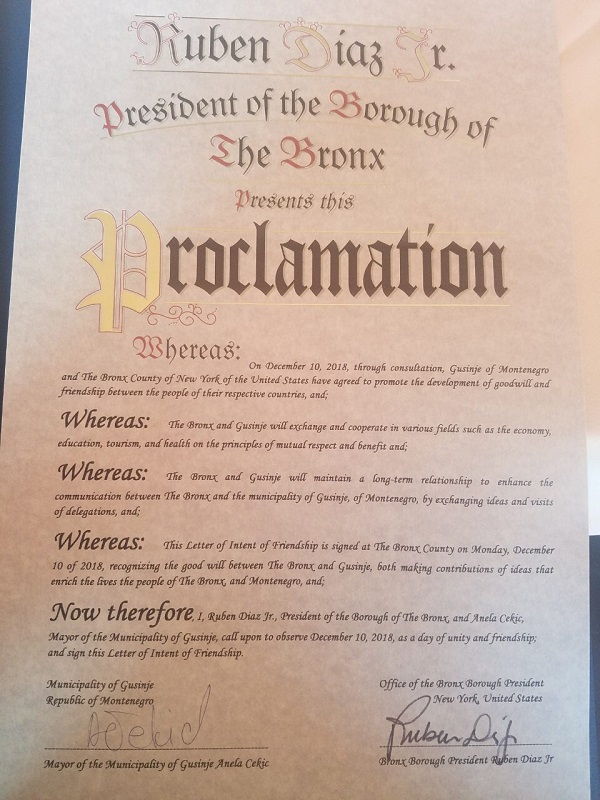 Ruben Diaz Jr.
President of the Borough of
The Bronx
Presents this
Proclamation
Whereas: On December 10, 2018, through consultation, Gusinje of Montenegro
and The Bronx County of New York of the United States have agreed to promote the development of goodwill and
friendship between the people of their respective countries, and;
Whereas: The Bronx and Gusinje will exchange and cooperate in various fields such as the economy,
education, tourism, and health on the principles of mutual respect and benefit and;
Whereas: The Bronx and Gusinje will maintain a long-term relationship to enhance the
communication between The Bronx and the municipality of Gusinje, of Montenegro, by exchanging ideas and visits
of delegations, and;
Whereas: This Letter of Intent of Friendship is signed at The Bronx County on Monday, December
10 of 2018, recognizing the good will between The Bronx and Gusinje, both making contributions of ideas that
enrich the lives the people of The Bronx, and Montenegro, and;
Now therefore, I, Ruben Diaz Jr., President of the Borough of The Bronx, and Anela Cekic,
Mayor of the Municipality of Gusinje, call upon to observe December 10, 2018, as a day of unity and friendship;
and sign this Letter of Intent of Friendship.
Municipality of Gusinje
Republic of Montenegro
Mayor of the Municipality of Gusinje Anela Cekic
Office of the Bronx Borough President
New York, United States
Ruben Diaz Jr
Bronx Borough President Ruben Diaz Jr